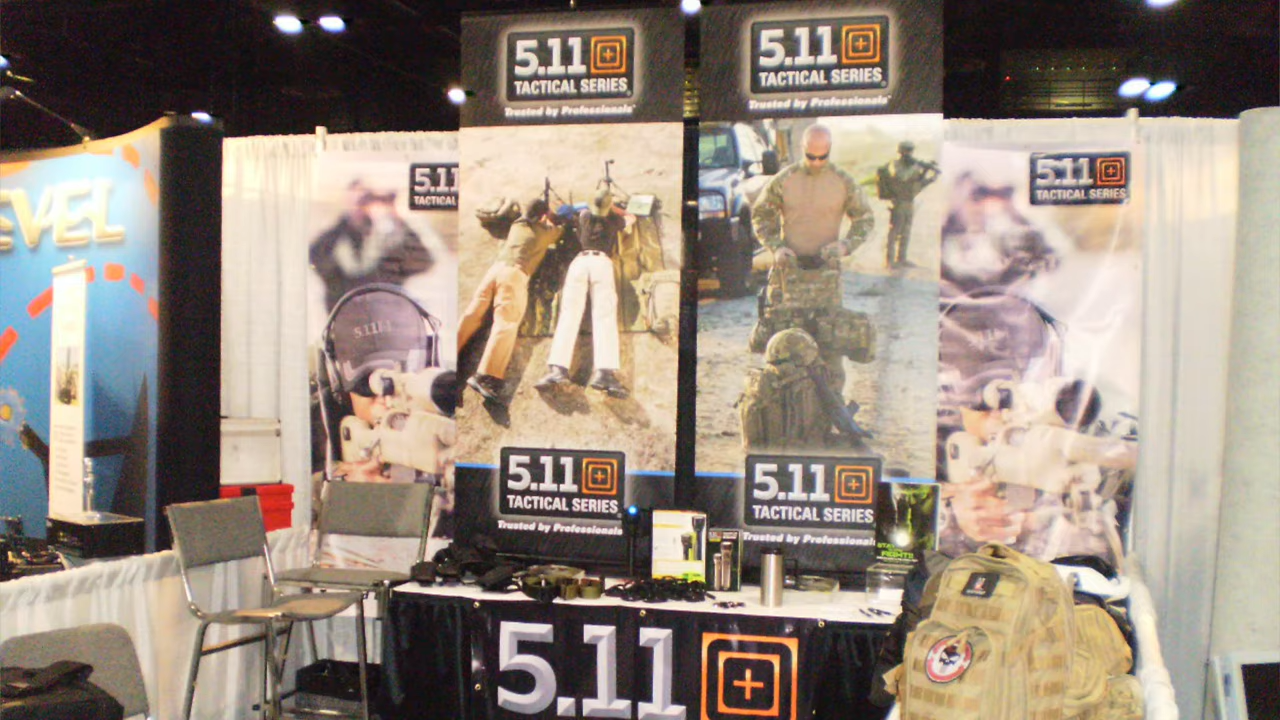 5.11
TACTICAL SERIES
Trusted by Professionals
5.11
TACTICAL SERIES
Trusted by Professionals
EVEL
5.11
TACTICAL
5.11
TACTICAL SERIES
5.11
5.11
TACTICAL SERIES
Trusted by Professionals
5.11
TACTICAL SERIES
Trusted by Professionals
5.11